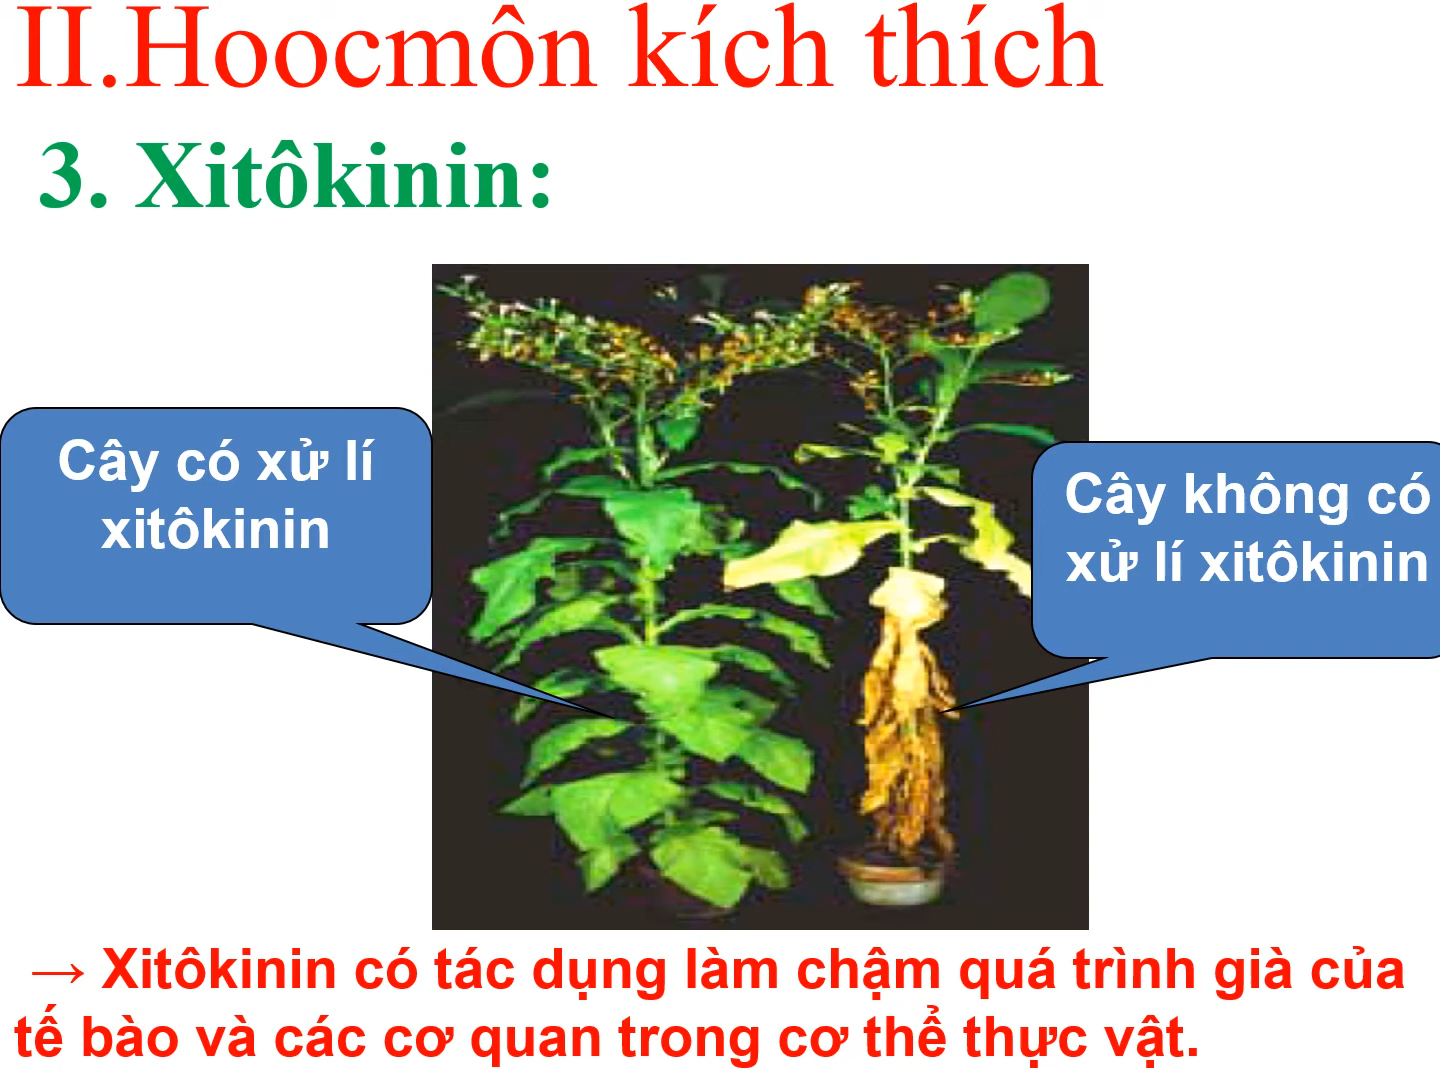 II.Hoocmôn kích thích
3. Xitôkinin:
Cây có xử lí
xitôkinin
Cây không có
xử lí xitôkinin
→ Xitôkinin có tác dụng làm chậm quá trình già của
tế bào và các cơ quan trong cơ thể thực vật.